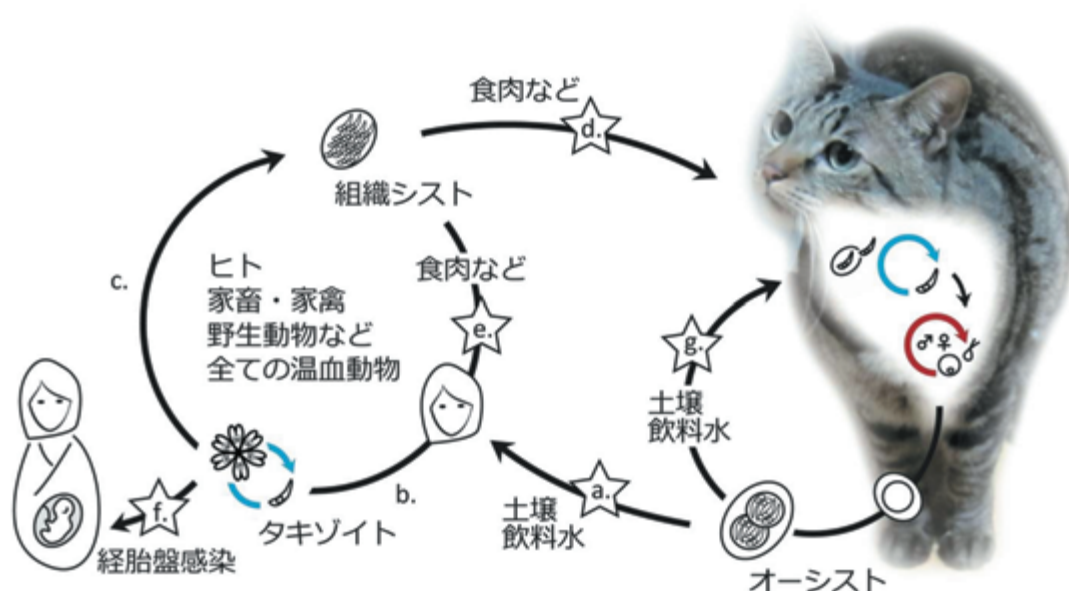 食肉など
d.
組織シスト
食肉など
c.
ヒト
家畜・家禽
野生動物など
全ての温血動物
e.
g.
土壌
飲料水
♂♀
b.
a.
土壌
飲料水
f.
タキゾイト
経胎盤感染
オーシスト